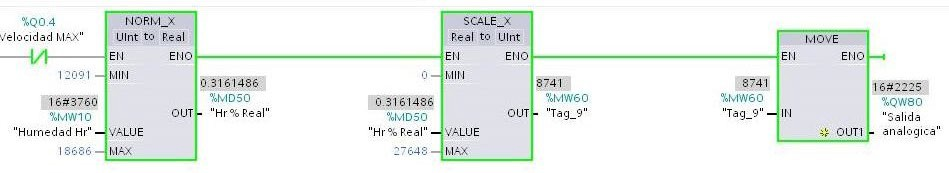 %Q0.4
Velocidad MAX"
NORM_X
UInt to Real
EN
ENO
12091
MIN
16#3760
%MW10
"Humedad Hr"
VALUE
18686
MAX
OUT
0.3161486
%MD50
"Hr % Real"
SCALE_X
Real to UInt
EN
ENO
0
MIN
0.3161486
%MD50
"Hr % Real"
VALUE
27648
MAX
OUT
8741
%MW60
"Tag_9"
MOVE
EN
ENO
8741
%MW60
"Tag_9"
IN
OUT1
16#2225
%QW80
"Salida
analogica"